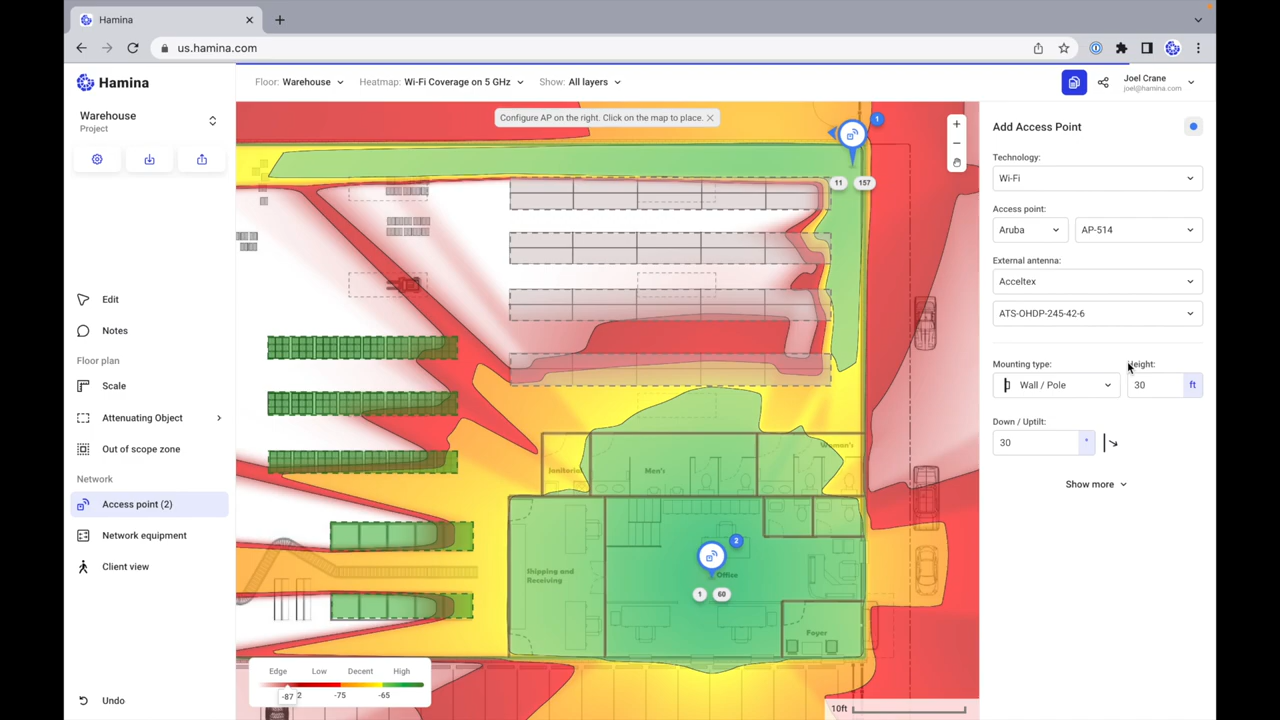 Hamina
us.hamina.com
Hamina
Warehouse
Project
Edit
Notes
Floor plan
Scale
Attenuating Object
Out of scope zone
Network
Access point (2)
Network equipment
Client view
Undo
Floor: Warehouse
Heatmap: Wi-Fi Coverage on 5 GHz
Show: All layers
Joel Crane
joel@hamina.com
Configure AP on the right. Click on the map to place.
1
11 157
Janitorial
Men's
Women's
2
Office
1 60
Shipping and
Receiving
Foyer
Edge Low Decent High
-87 2 -75 -65
10ft
Add Access Point
Technology:
Wi-Fi
Access point:
Aruba AP-514
External antenna:
Acceltex
ATS-OHDP-245-42-6
Mounting type: Height:
Wall / Pole 30 ft
Down / Uptilt:
30 °
Show more